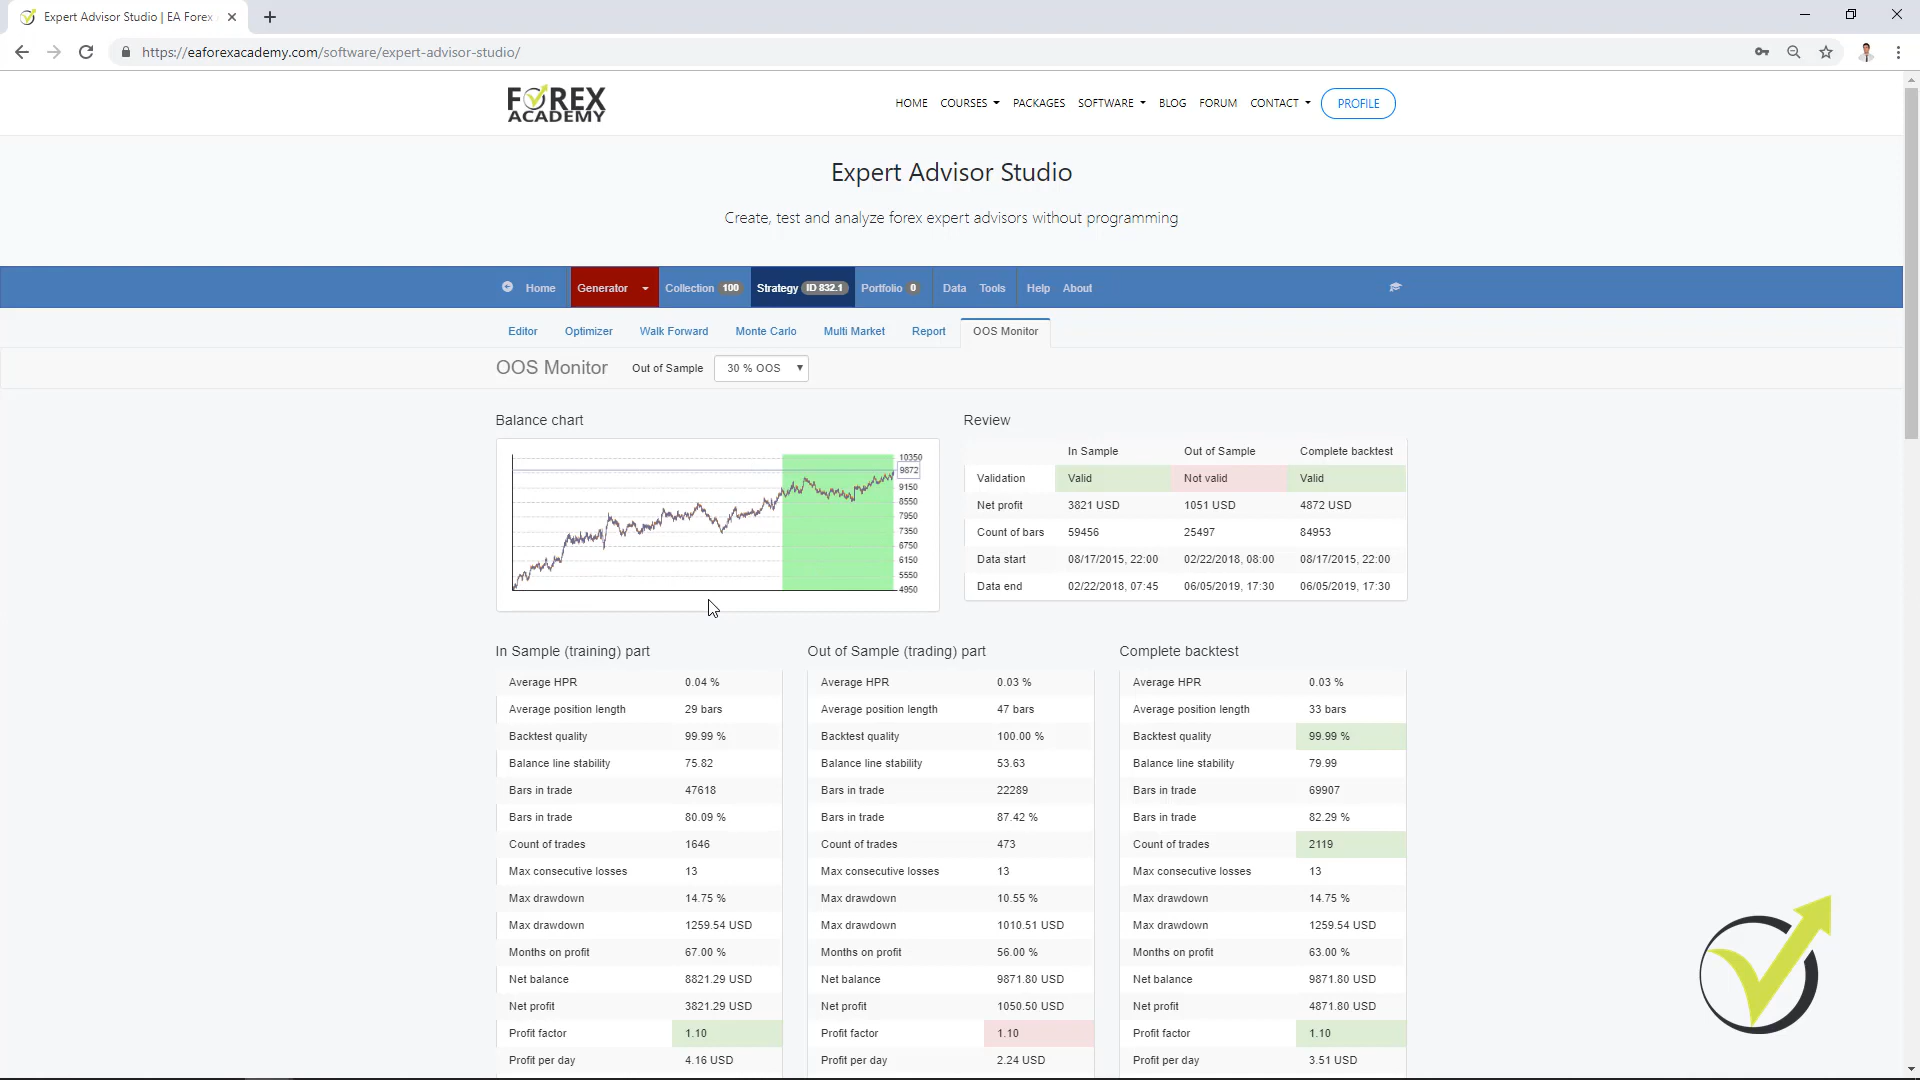 Expert Advisor Studio | EA Forex
https://eaforexacademy.com/software/expert-advisor-studio/
FOREX
ACADEMY
HOME COURSES PACKAGES SOFTWARE BLOG FORUM CONTACT PROFILE
Expert Advisor Studio
Create, test and analyze forex expert advisors without programming
Home Generator Collection 100 Strategy ID 832.1 Portfolio 0 Data Tools Help About
Editor Optimizer Walk Forward Monte Carlo Multi Market Report OOS Monitor
OOS Monitor Out of Sample 30 % OOS
Balance chart
10350
9872
9150
8550
7950
7350
6750
6150
5550
4950
Review
In Sample Out of Sample Complete backtest
Validation Valid Not valid Valid
Net profit 3821 USD 1051 USD 4872 USD
Count of bars 59456 25497 84953
Data start 08/17/2015, 22:00 02/22/2018, 08:00 08/17/2015, 22:00
Data end 02/22/2018, 07:45 06/05/2019, 17:30 06/05/2019, 17:30
In Sample (training) part
Average HPR 0.04 %
Average position length 29 bars
Backtest quality 99.99 %
Balance line stability 75.82
Bars in trade 47618
Bars in trade 80.09 %
Count of trades 1646
Max consecutive losses 13
Max drawdown 14.75 %
Max drawdown 1259.54 USD
Months on profit 67.00 %
Net balance 8821.29 USD
Net profit 3821.29 USD
Profit factor 1.10
Profit per day 4.16 USD
Out of Sample (trading) part
Average HPR 0.03 %
Average position length 47 bars
Backtest quality 100.00 %
Balance line stability 53.63
Bars in trade 22289
Bars in trade 87.42 %
Count of trades 473
Max consecutive losses 13
Max drawdown 10.55 %
Max drawdown 1010.51 USD
Months on profit 56.00 %
Net balance 9871.80 USD
Net profit 1050.50 USD
Profit factor 1.10
Profit per day 2.24 USD
Complete backtest
Average HPR 0.03 %
Average position length 33 bars
Backtest quality 99.99 %
Balance line stability 79.99
Bars in trade 69907
Bars in trade 82.29 %
Count of trades 2119
Max consecutive losses 13
Max drawdown 14.75 %
Max drawdown 1259.54 USD
Months on profit 63.00 %
Net balance 9871.80 USD
Net profit 4871.80 USD
Profit factor 1.10
Profit per day 3.51 USD